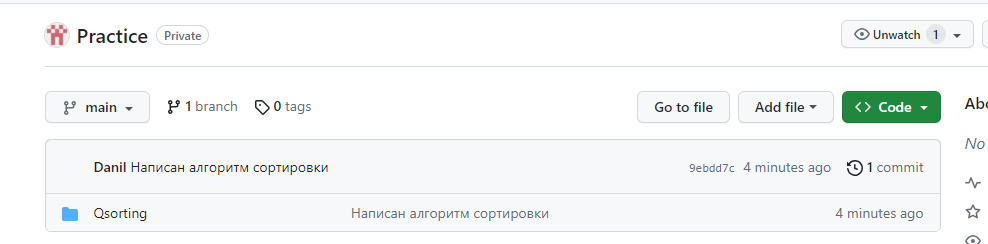 Practice Private Unwatch 1
main 1 branch 0 tags Go to file Add file Code
Danil Написан алгоритм сортировки 9ebdd7c 4 minutes ago 1 commit
Qsorting Написан алгоритм сортировки 4 minutes ago
No